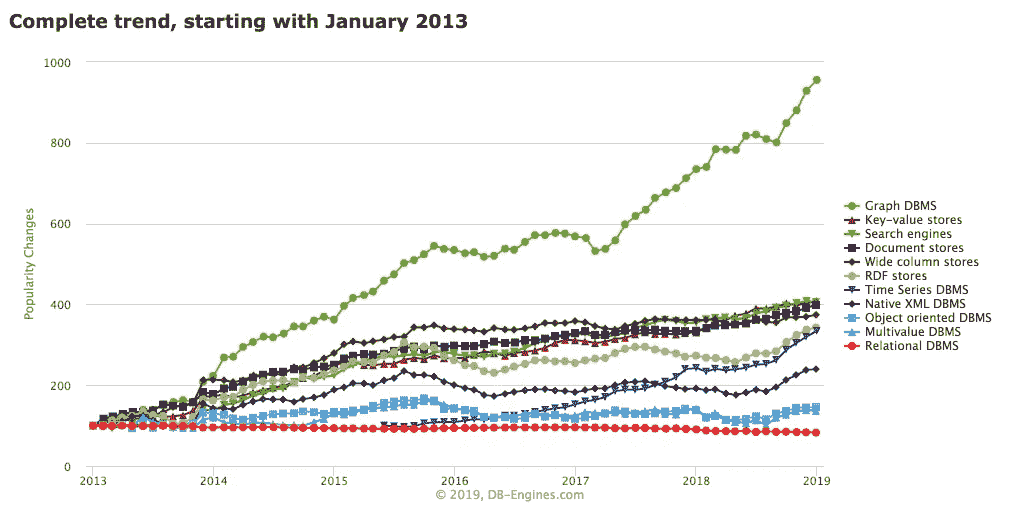 Complete trend, starting with January 2013
1000
800
600
400
200
0
Popularity Changes
2013 2014 2015 2016 2017 2018 2019
© 2019, DB-Engines.com
Graph DBMS
Key-value stores
Search engines
Document stores
Wide column stores
RDF stores
Time Series DBMS
Native XML DBMS
Object oriented DBMS
Multivalue DBMS
Relational DBMS